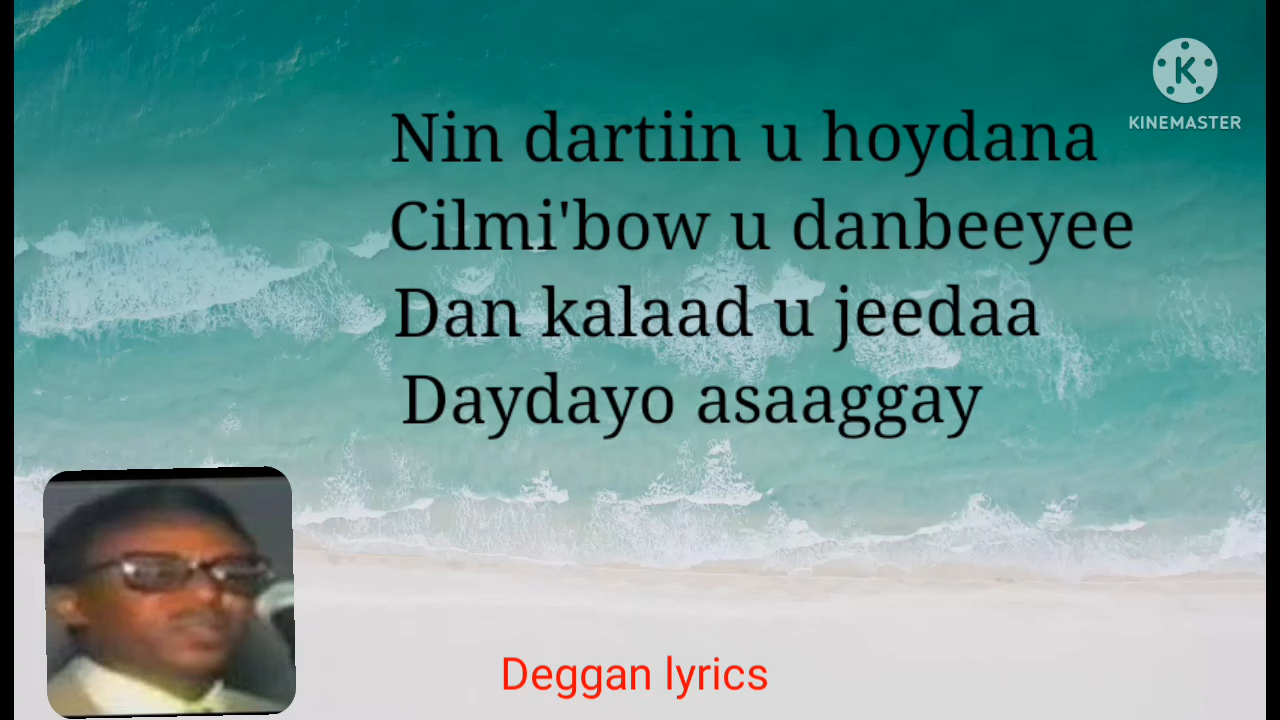 KINEMASTER
Nin dartiin u hoydana
Cilmi'bow u danbeeyee
Dan kalaad u jeedaa
Daydayo asaaggay
Deggan lyrics